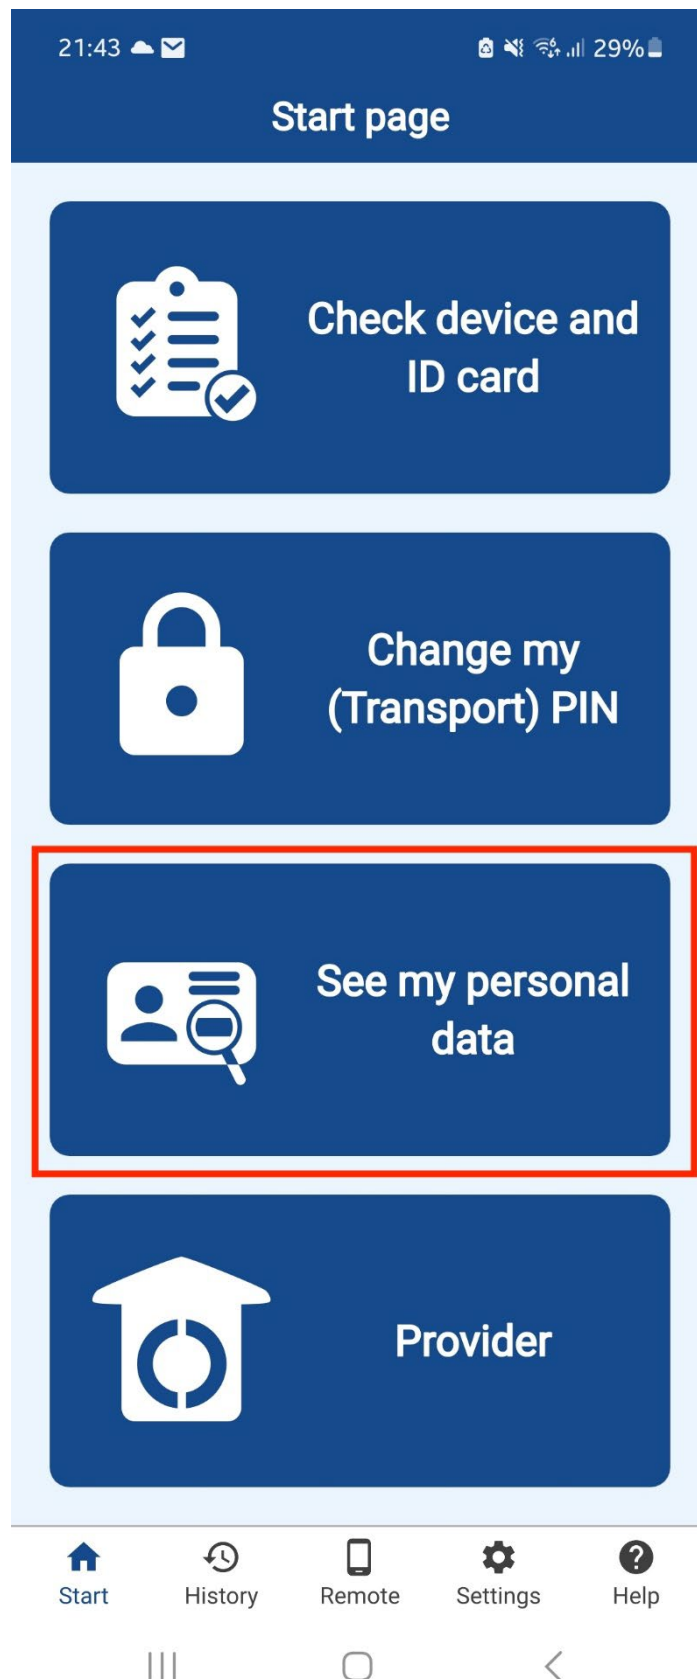 21:43 29%
Start page
Check device and
ID card
Change my
(Transport) PIN
See my personal
data
Provider
Start History Remote Settings Help